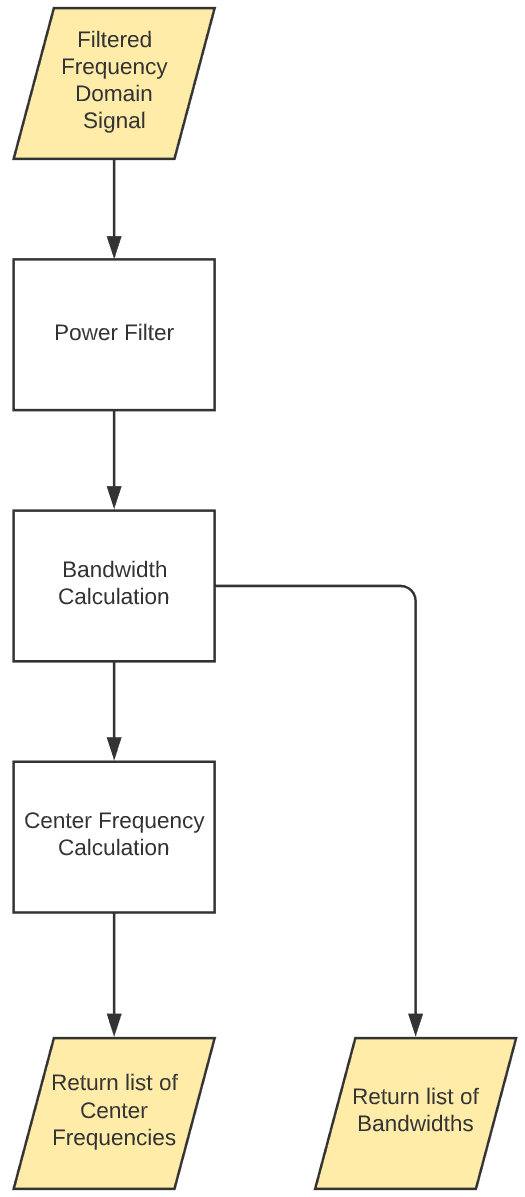 Filtered
Frequency
Domain
Signal
Power Filter
Bandwidth
Calculation
Center Frequency
Calculation
Return list of
Center
Frequencies
Return list of
Bandwidths